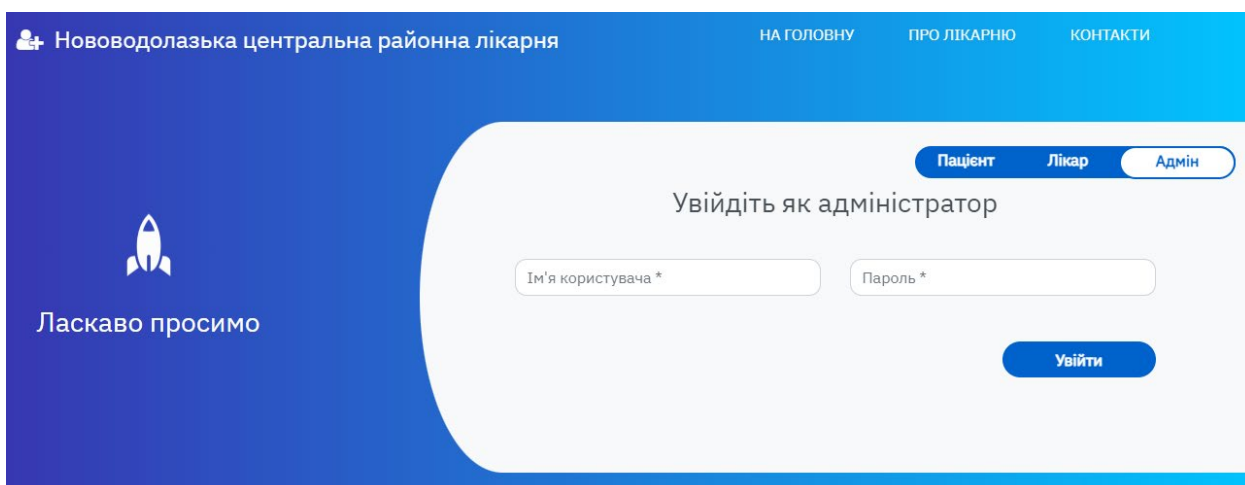 Нововодолазька центральна районна лікарня
НА ГОЛОВНУ ПРО ЛІКАРНЮ КОНТАКТИ
Пацієнт Лікар Адмін
Увійдіть як адміністратор
Ім'я користувача * Пароль *
Ласкаво просимо
Увійти